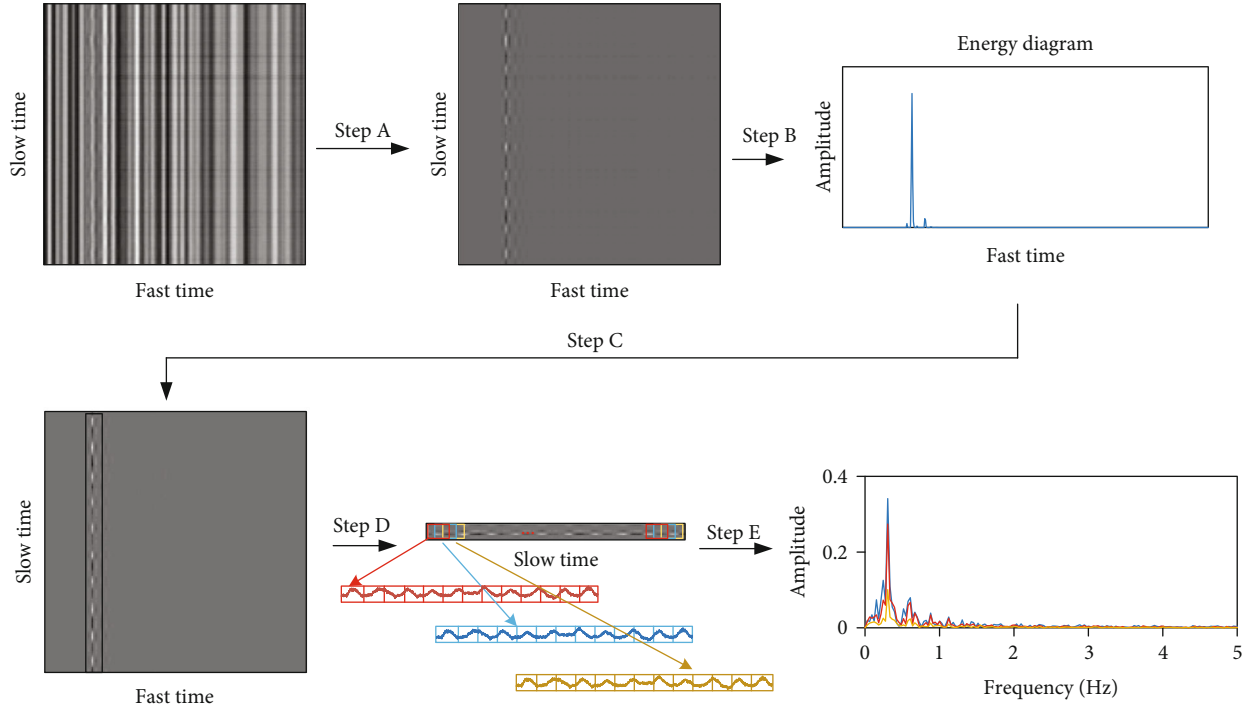 Slow time
Fast time
Step A
Slow time
Fast time
Step B
Energy diagram
Amplitude
Fast time
Step C
Slow time
Fast time
Step D
Slow time
Step E
Amplitude
0.4
0.2
0
0 1 2 3 4 5
Frequency (Hz)